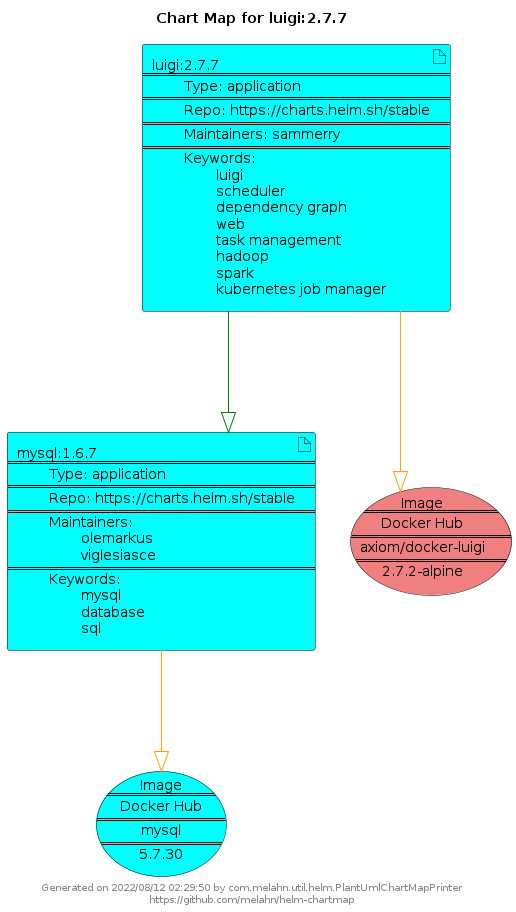 Chart Map for luigi:2.7.7
luigi:2.7.7
Type: application
Repo: https://charts.helm.sh/stable
Maintainers: sammerry
Keywords:
luigi
scheduler
dependency graph
web
task management
hadoop
spark
kubernetes job manager
mysql:1.6.7
Type: application
Repo: https://charts.helm.sh/stable
Maintainers:
olemarkus
viglesiasce
Keywords:
mysql
database
sql
Image
Docker Hub
axiom/docker-luigi
2.7.2-alpine
Image
Docker Hub
mysql
5.7.30
Generated on 2022/08/12 02:29:50 by com.melahn.util.helm.PlantUmlChartMapPrinter
https://github.com/melahn/helm-chartmap